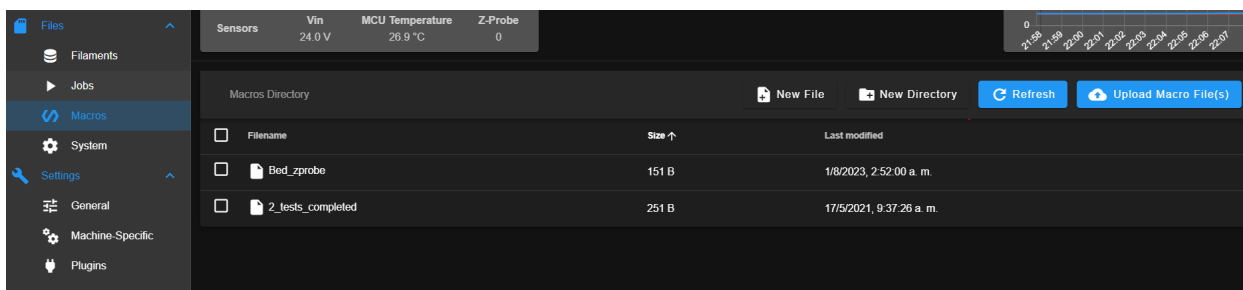 Files
Filaments
Jobs
Macros
System
Settings
General
Machine-Specific
Plugins
Sensors
Vin
24.0 V
MCU Temperature
26.9 °C
Z-Probe
0
0
21:58
21:59
22:00
22:01
22:02
22:03
22:04
22:05
22:06
22:07
Macros Directory
New File
New Directory
Refresh
Upload Macro File(s)
Filename Size Last modified
Bed_zprobe 151 B 1/8/2023, 2:52:00 a. m.
2_tests_completed 251 B 17/5/2021, 9:37:26 a. m.